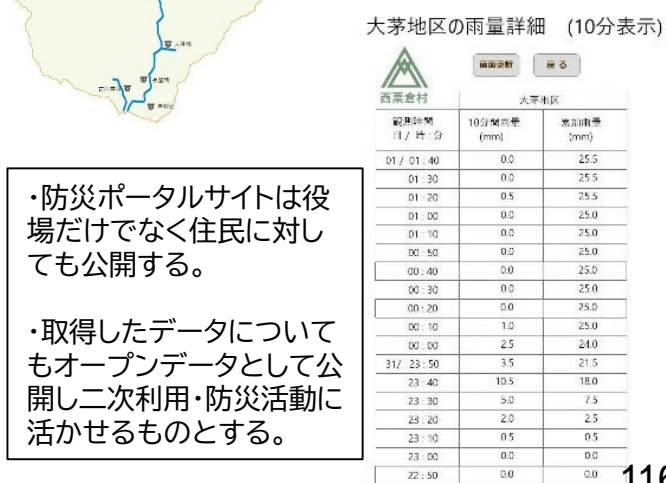 大茅地区の雨量詳細 (10分表示)
画面更新 戻る
西粟倉村
大茅地区
観測時間
日 / 時 : 分
10分間雨量
(mm)
累加雨量
(mm)
01 / 01 : 40 0.0 25.5
01 : 30 0.0 25.5
01 : 20 0.5 25.5
01 : 00 0.0 25.0
01 : 10 0.0 25.0
00 : 50 0.0 25.0
00 : 40 0.0 25.0
00 : 30 0.0 25.0
00 : 20 0.0 25.0
00 : 10 1.0 25.0
00 : 00 2.5 24.0
31/ 23 : 50 3.5 21.5
23 : 40 10.5 18.0
23 : 30 5.0 7.5
23 : 20 2.0 2.5
23 : 10 0.5 0.5
23 : 00 0.0 0.0
22 : 50 0.0 0.0
・防災ポータルサイトは役
場だけでなく住民に対し
ても公開する。
・取得したデータについて
もオープンデータとして公
開し二次利用・防災活動に
活かせるものとする。
116